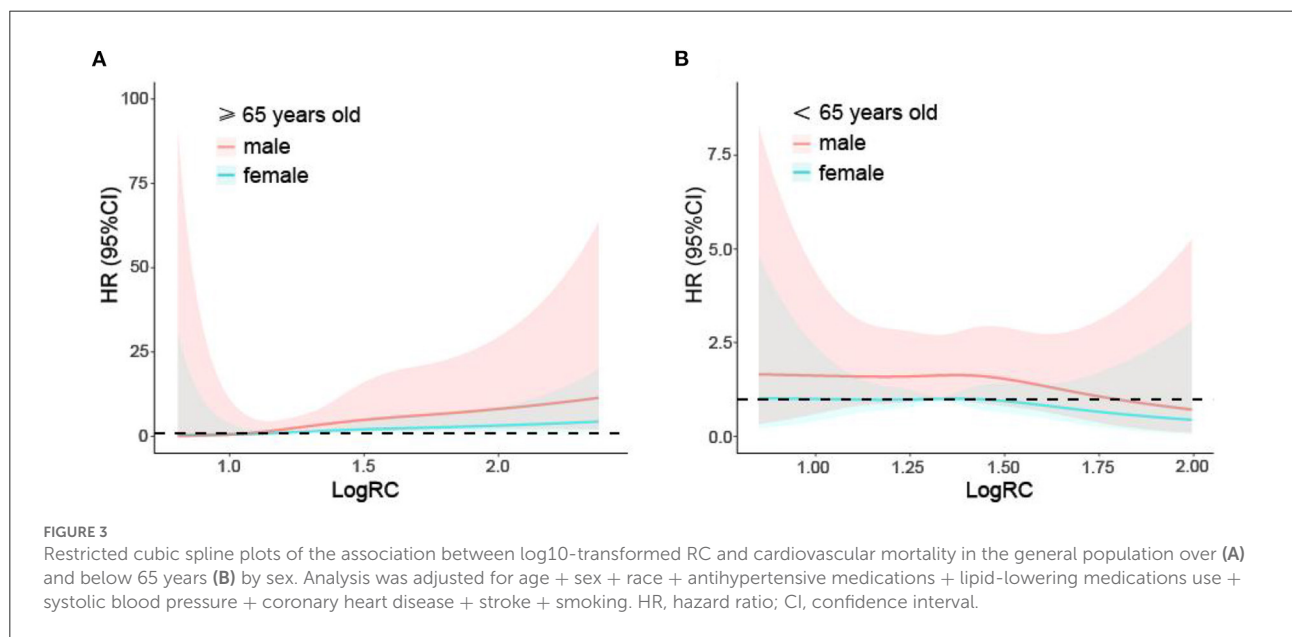 A
B
≥ 65 years old
male
female
100
75
50
25
0
HR (95%CI)
1.0
1.5
2.0
LogRC
< 65 years old
male
female
7.5
5.0
2.5
0.0
HR (95%CI)
1.00
1.25
1.50
1.75
2.00
LogRC
FIGURE 3
Restricted cubic spline plots of the association between log10-transformed RC and cardiovascular mortality in the general population over (A)
and below 65 years (B) by sex. Analysis was adjusted for age + sex + race + antihypertensive medications + lipid-lowering medications use +
systolic blood pressure + coronary heart disease + stroke + smoking. HR, hazard ratio; CI, confidence interval.